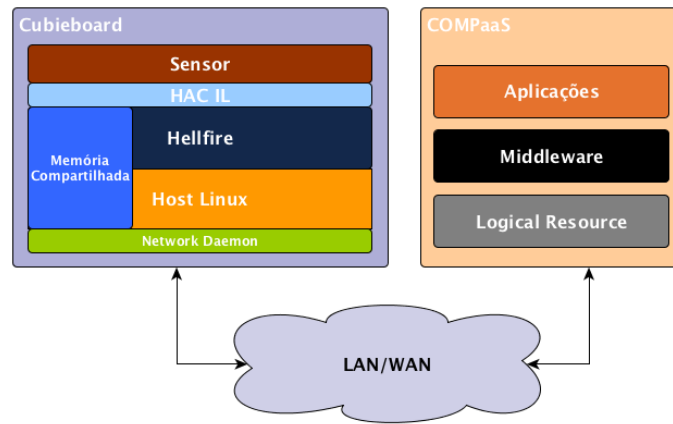 Cubieboard
Sensor
HAC IL
Memória
Compartilhada
Hellfire
Host Linux
Network Daemon
COMPaaS
Aplicações
Middleware
Logical Resource
LAN/WAN